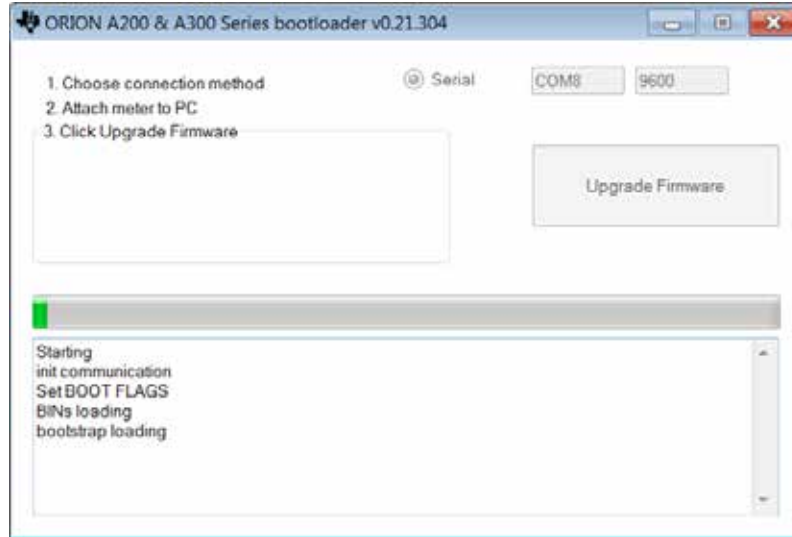 ORION A200 & A300 Series bootloader v0.21.304
1. Choose connection method
Serial
COM8
9600
2. Attach meter to PC
3. Click Upgrade Firmware
Upgrade Firmware
Starting
init communication
Set BOOT FLAGS
BINs loading
bootstrap loading